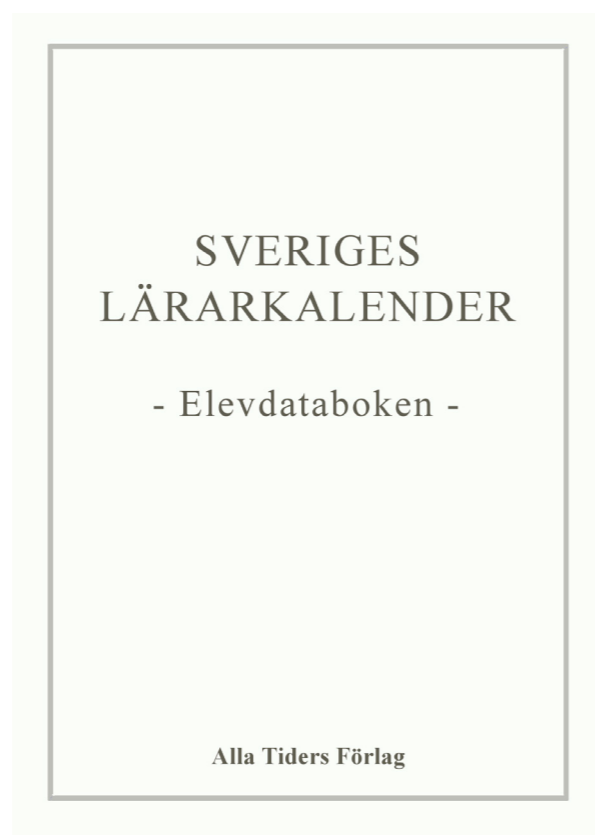 SVERIGES
LÄRARKALENDER
- Elevdataboken -
Alla Tiders Förlag